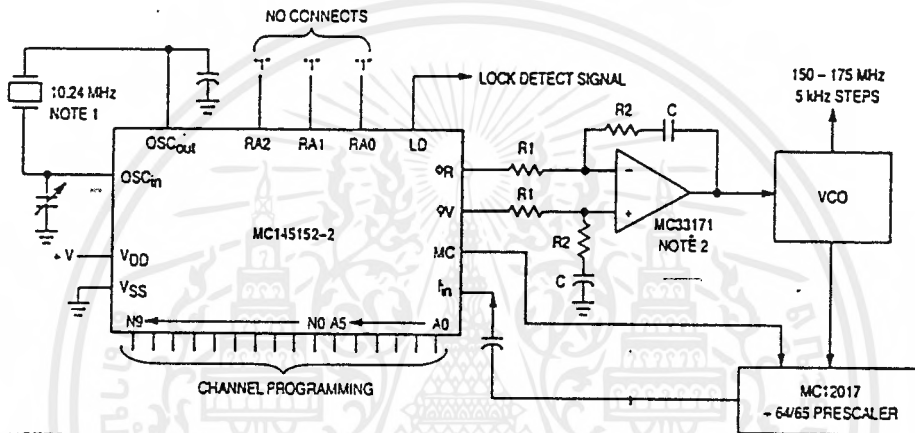 NO CONNECTS
"1" "1" "1"
10.24 MHz
NOTE 1
LOCK DETECT SIGNAL
150 – 175 MHz
5 kHz STEPS
OSCout RA2 RA1 RA0 LD
OSCin
R2 C
φR R1
φV R1
MC145152-2
MC
fin
VDD
+ V
VSS
R2
C
−
+
MC33171
NOTE 2
VCO
N9 N0 A5 A0
CHANNEL PROGRAMMING
MC12017
÷ 64/65 PRESCALER